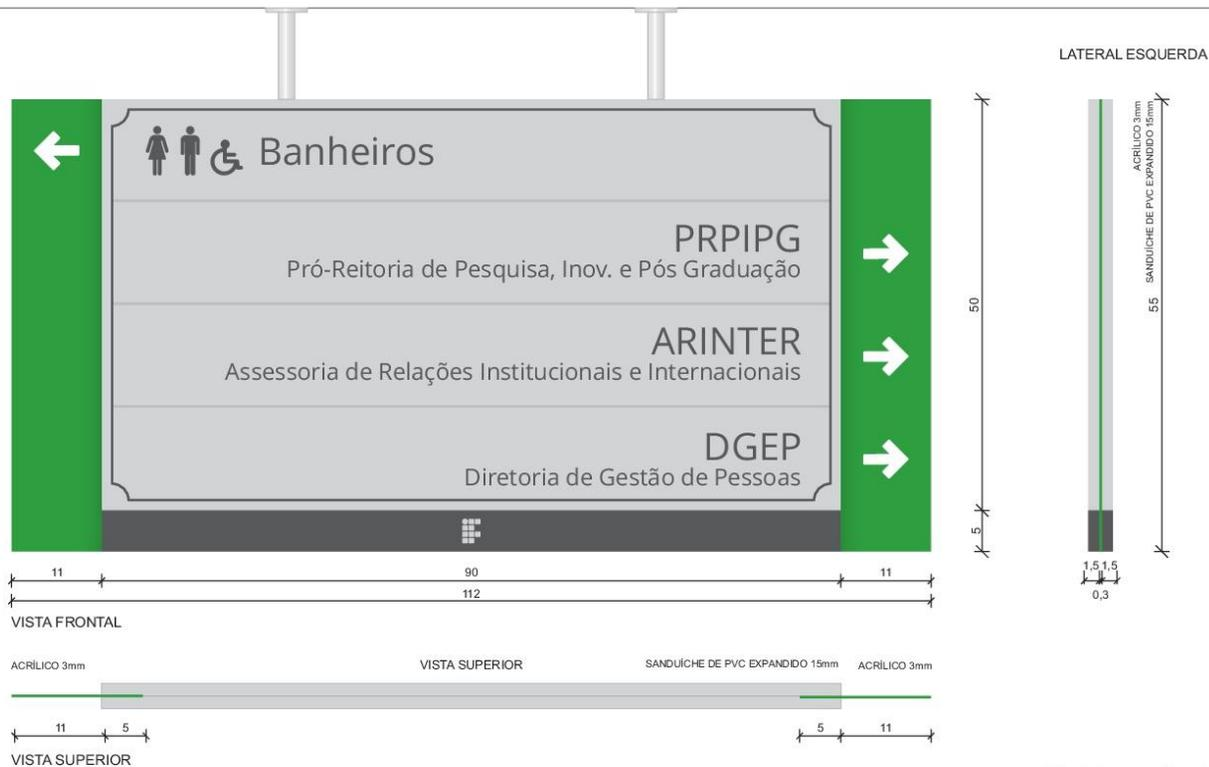 LATERAL ESQUERDA
Banheiros
PRPIPG
Pró-Reitoria de Pesquisa, Inov. e Pós Graduação
ARINTER
Assessoria de Relações Institucionais e Internacionais
DGEP
Diretoria de Gestão de Pessoas
50
5
ACRÍLICO 3mm
SANDUÍCHE DE PVC EXPANDIDO 15mm
55
1,5 1,5
0,3
11 90 11
112
VISTA FRONTAL
ACRÍLICO 3mm VISTA SUPERIOR SANDUÍCHE DE PVC EXPANDIDO 15mm ACRÍLICO 3mm
11 5 5 11
VISTA SUPERIOR